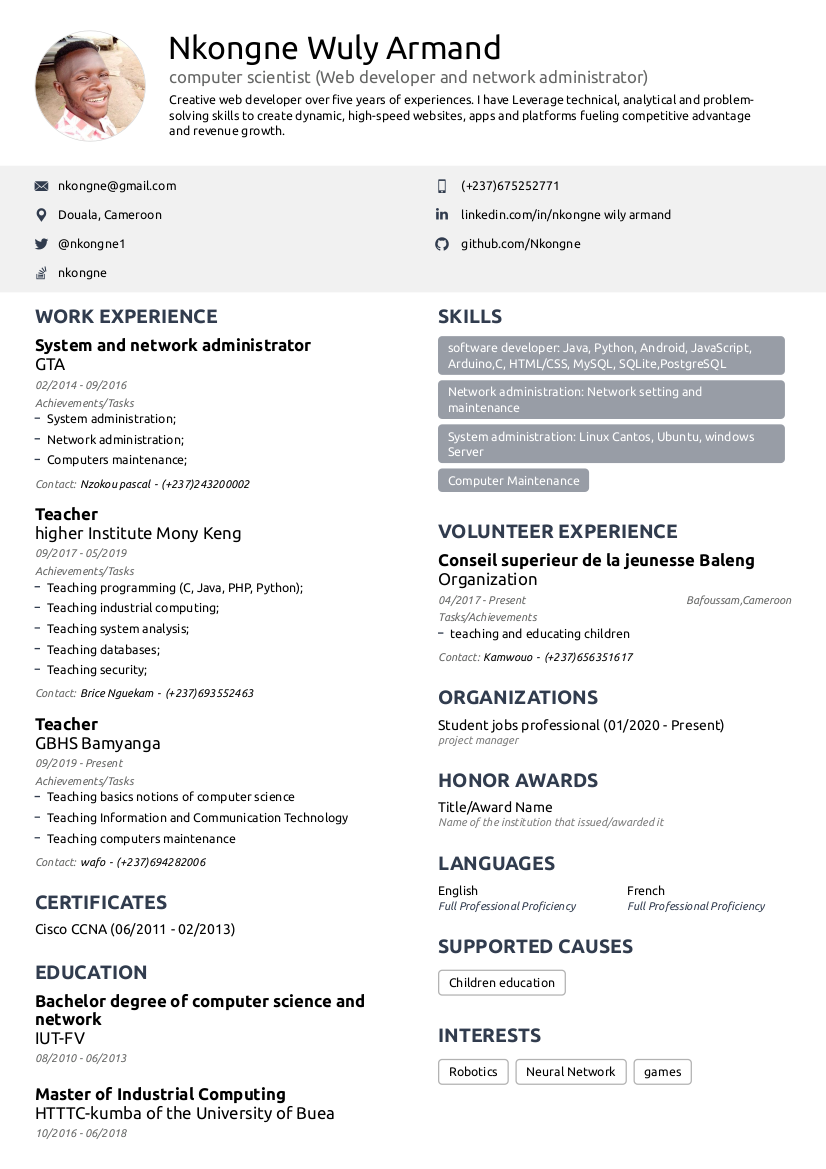 Nkongne Wuly Armand
computer scientist (Web developer and network administrator)
Creative web developer over five years of experiences. I have Leverage technical, analytical and problem-
solving skills to create dynamic, high-speed websites, apps and platforms fueling competitive advantage
and revenue growth.
nkongne@gmail.com
(+237)675252771
Douala, Cameroon
linkedin.com/in/nkongne wily armand
@nkongne1
github.com/Nkongne
nkongne
WORK EXPERIENCE
System and network administrator
GTA
02/2014 - 09/2016
Achievements/Tasks
– System administration;
– Network administration;
– Computers maintenance;
Contact: Nzokou pascal - (+237)243200002
Teacher
higher Institute Mony Keng
09/2017 - 05/2019
Achievements/Tasks
– Teaching programming (C, Java, PHP, Python);
– Teaching industrial computing;
– Teaching system analysis;
– Teaching databases;
– Teaching security;
Contact: Brice Nguekam - (+237)693552463
Teacher
GBHS Bamyanga
09/2019 - Present
Achievements/Tasks
– Teaching basics notions of computer science
– Teaching Information and Communication Technology
– Teaching computers maintenance
Contact: wafo - (+237)694282006
CERTIFICATES
Cisco CCNA (06/2011 - 02/2013)
EDUCATION
Bachelor degree of computer science and
network
IUT-FV
08/2010 - 06/2013
Master of Industrial Computing
HTTTC-kumba of the University of Buea
10/2016 - 06/2018
SKILLS
software developer: Java, Python, Android, JavaScript,
Arduino,C, HTML/CSS, MySQL, SQLite,PostgreSQL
Network administration: Network setting and
maintenance
System administration: Linux Cantos, Ubuntu, windows
Server
Computer Maintenance
VOLUNTEER EXPERIENCE
Conseil superieur de la jeunesse Baleng
Organization
04/2017 - Present Bafoussam,Cameroon
Tasks/Achievements
– teaching and educating children
Contact: Kamwouo - (+237)656351617
ORGANIZATIONS
Student jobs professional (01/2020 - Present)
project manager
HONOR AWARDS
Title/Award Name
Name of the institution that issued/awarded it
LANGUAGES
English French
Full Professional Proficiency Full Professional Proficiency
SUPPORTED CAUSES
Children education
INTERESTS
Robotics Neural Network games